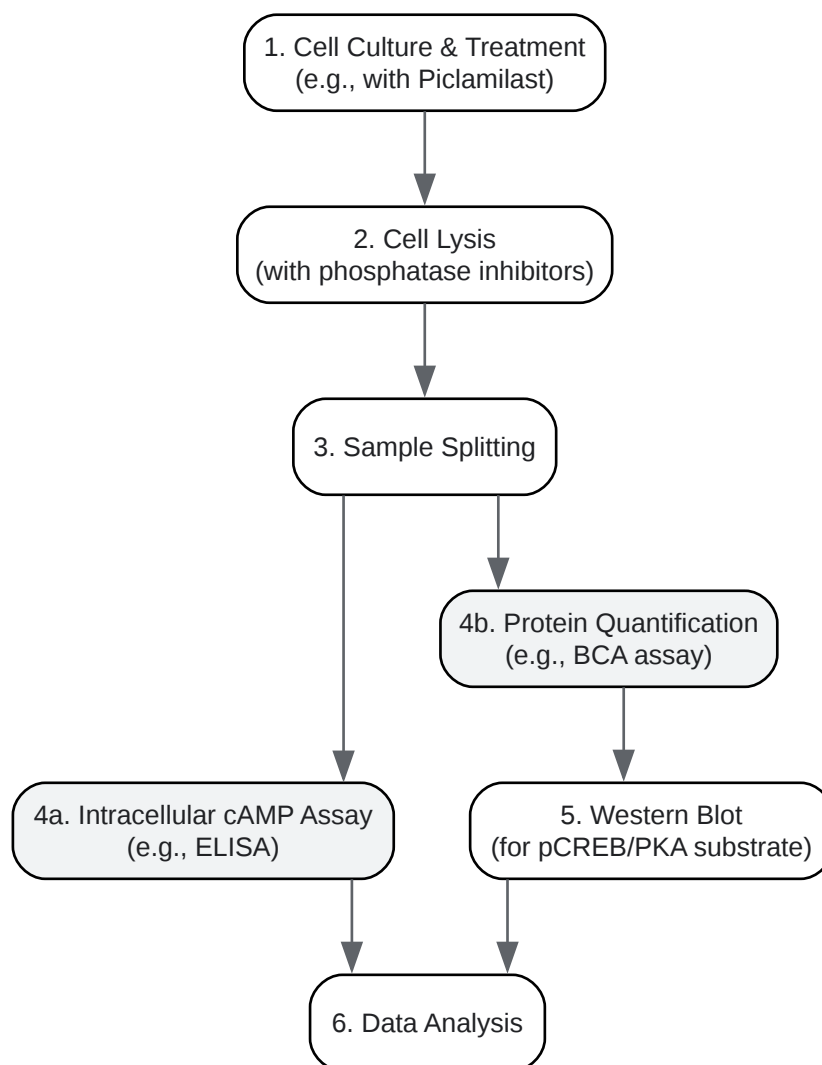 1. Cell Culture & Treatment
(e.g., with Piclamilast)
2. Cell Lysis
(with phosphatase inhibitors)
3. Sample Splitting
4b. Protein Quantification
(e.g., BCA assay)
4a. Intracellular cAMP Assay
(e.g., ELISA)
5. Western Blot
(for pCREB/PKA substrate)
6. Data Analysis